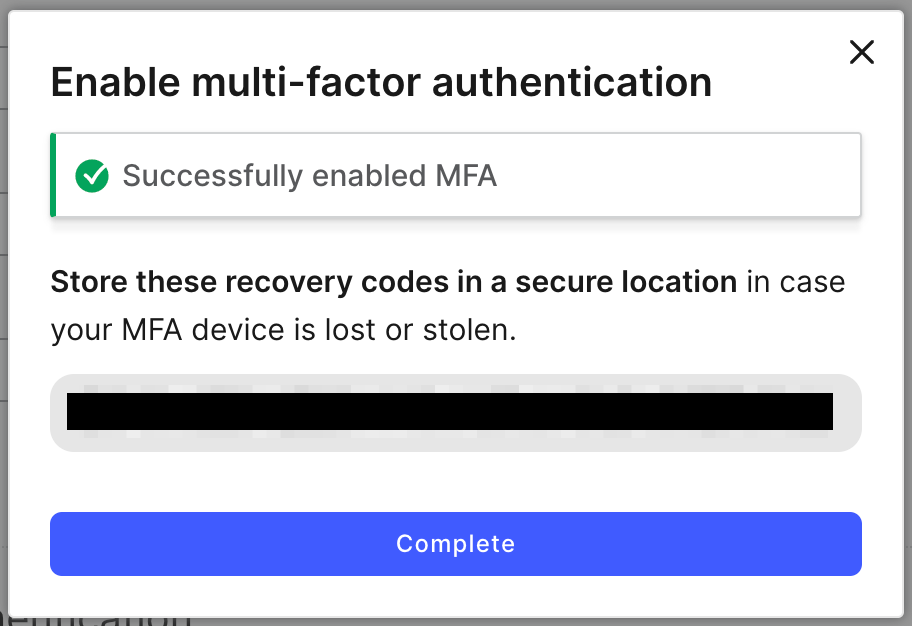 Enable multi-factor authentication
Successfully enabled MFA
Store these recovery codes in a secure location in case
your MFA device is lost or stolen.
Complete